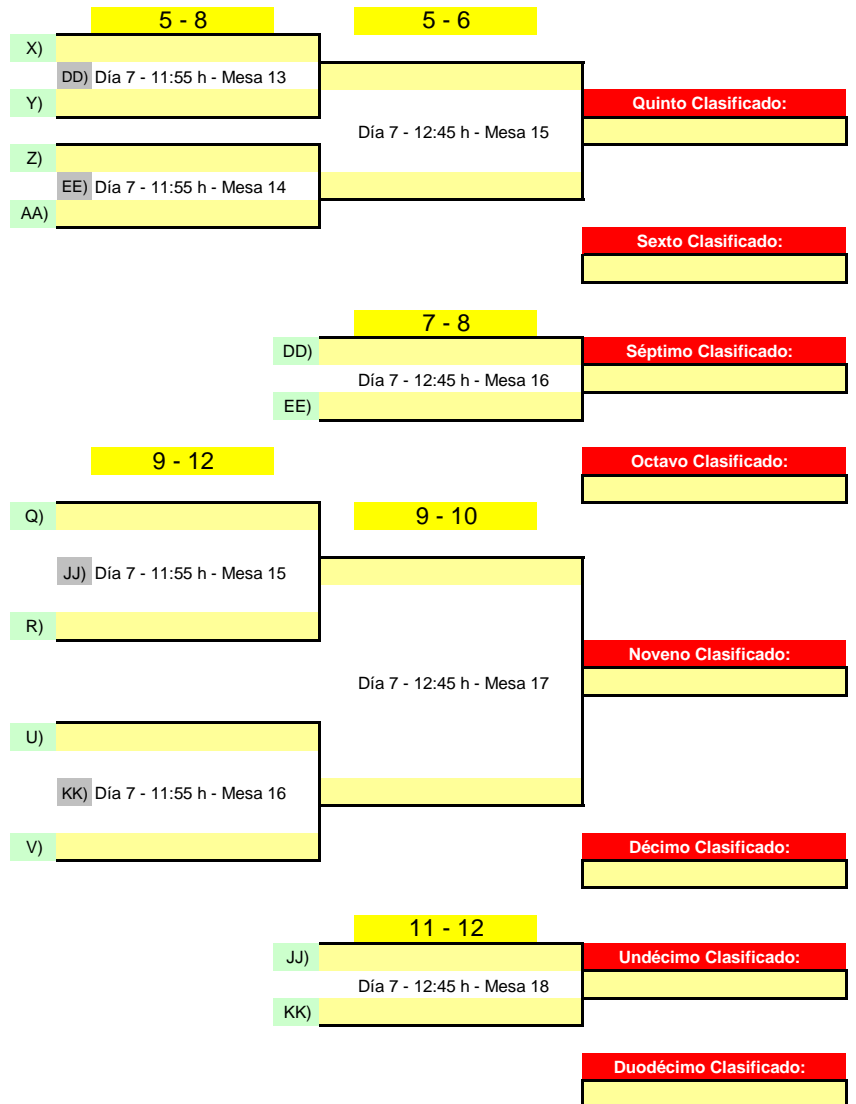 5 - 8
5 - 6
X)
DD) Día 7 - 11:55 h - Mesa 13
Y)
Quinto Clasificado:
Día 7 - 12:45 h - Mesa 15
Z)
EE) Día 7 - 11:55 h - Mesa 14
AA)
Sexto Clasificado:
7 - 8
DD)
Séptimo Clasificado:
Día 7 - 12:45 h - Mesa 16
EE)
9 - 12
Octavo Clasificado:
Q)
9 - 10
JJ) Día 7 - 11:55 h - Mesa 15
R)
Noveno Clasificado:
Día 7 - 12:45 h - Mesa 17
U)
KK) Día 7 - 11:55 h - Mesa 16
V)
Décimo Clasificado:
11 - 12
JJ)
Undécimo Clasificado:
Día 7 - 12:45 h - Mesa 18
KK)
Duodécimo Clasificado: